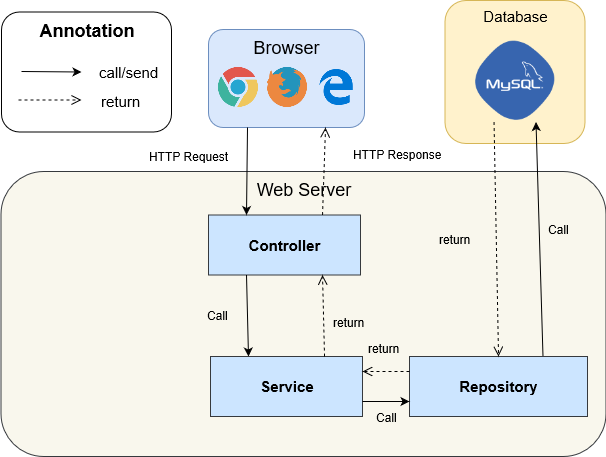 Annotation
call/send
return
Browser
Database
MySQL
HTTP Request
HTTP Response
Web Server
Controller
return
Call
Call
return
return
Service
Repository
Call